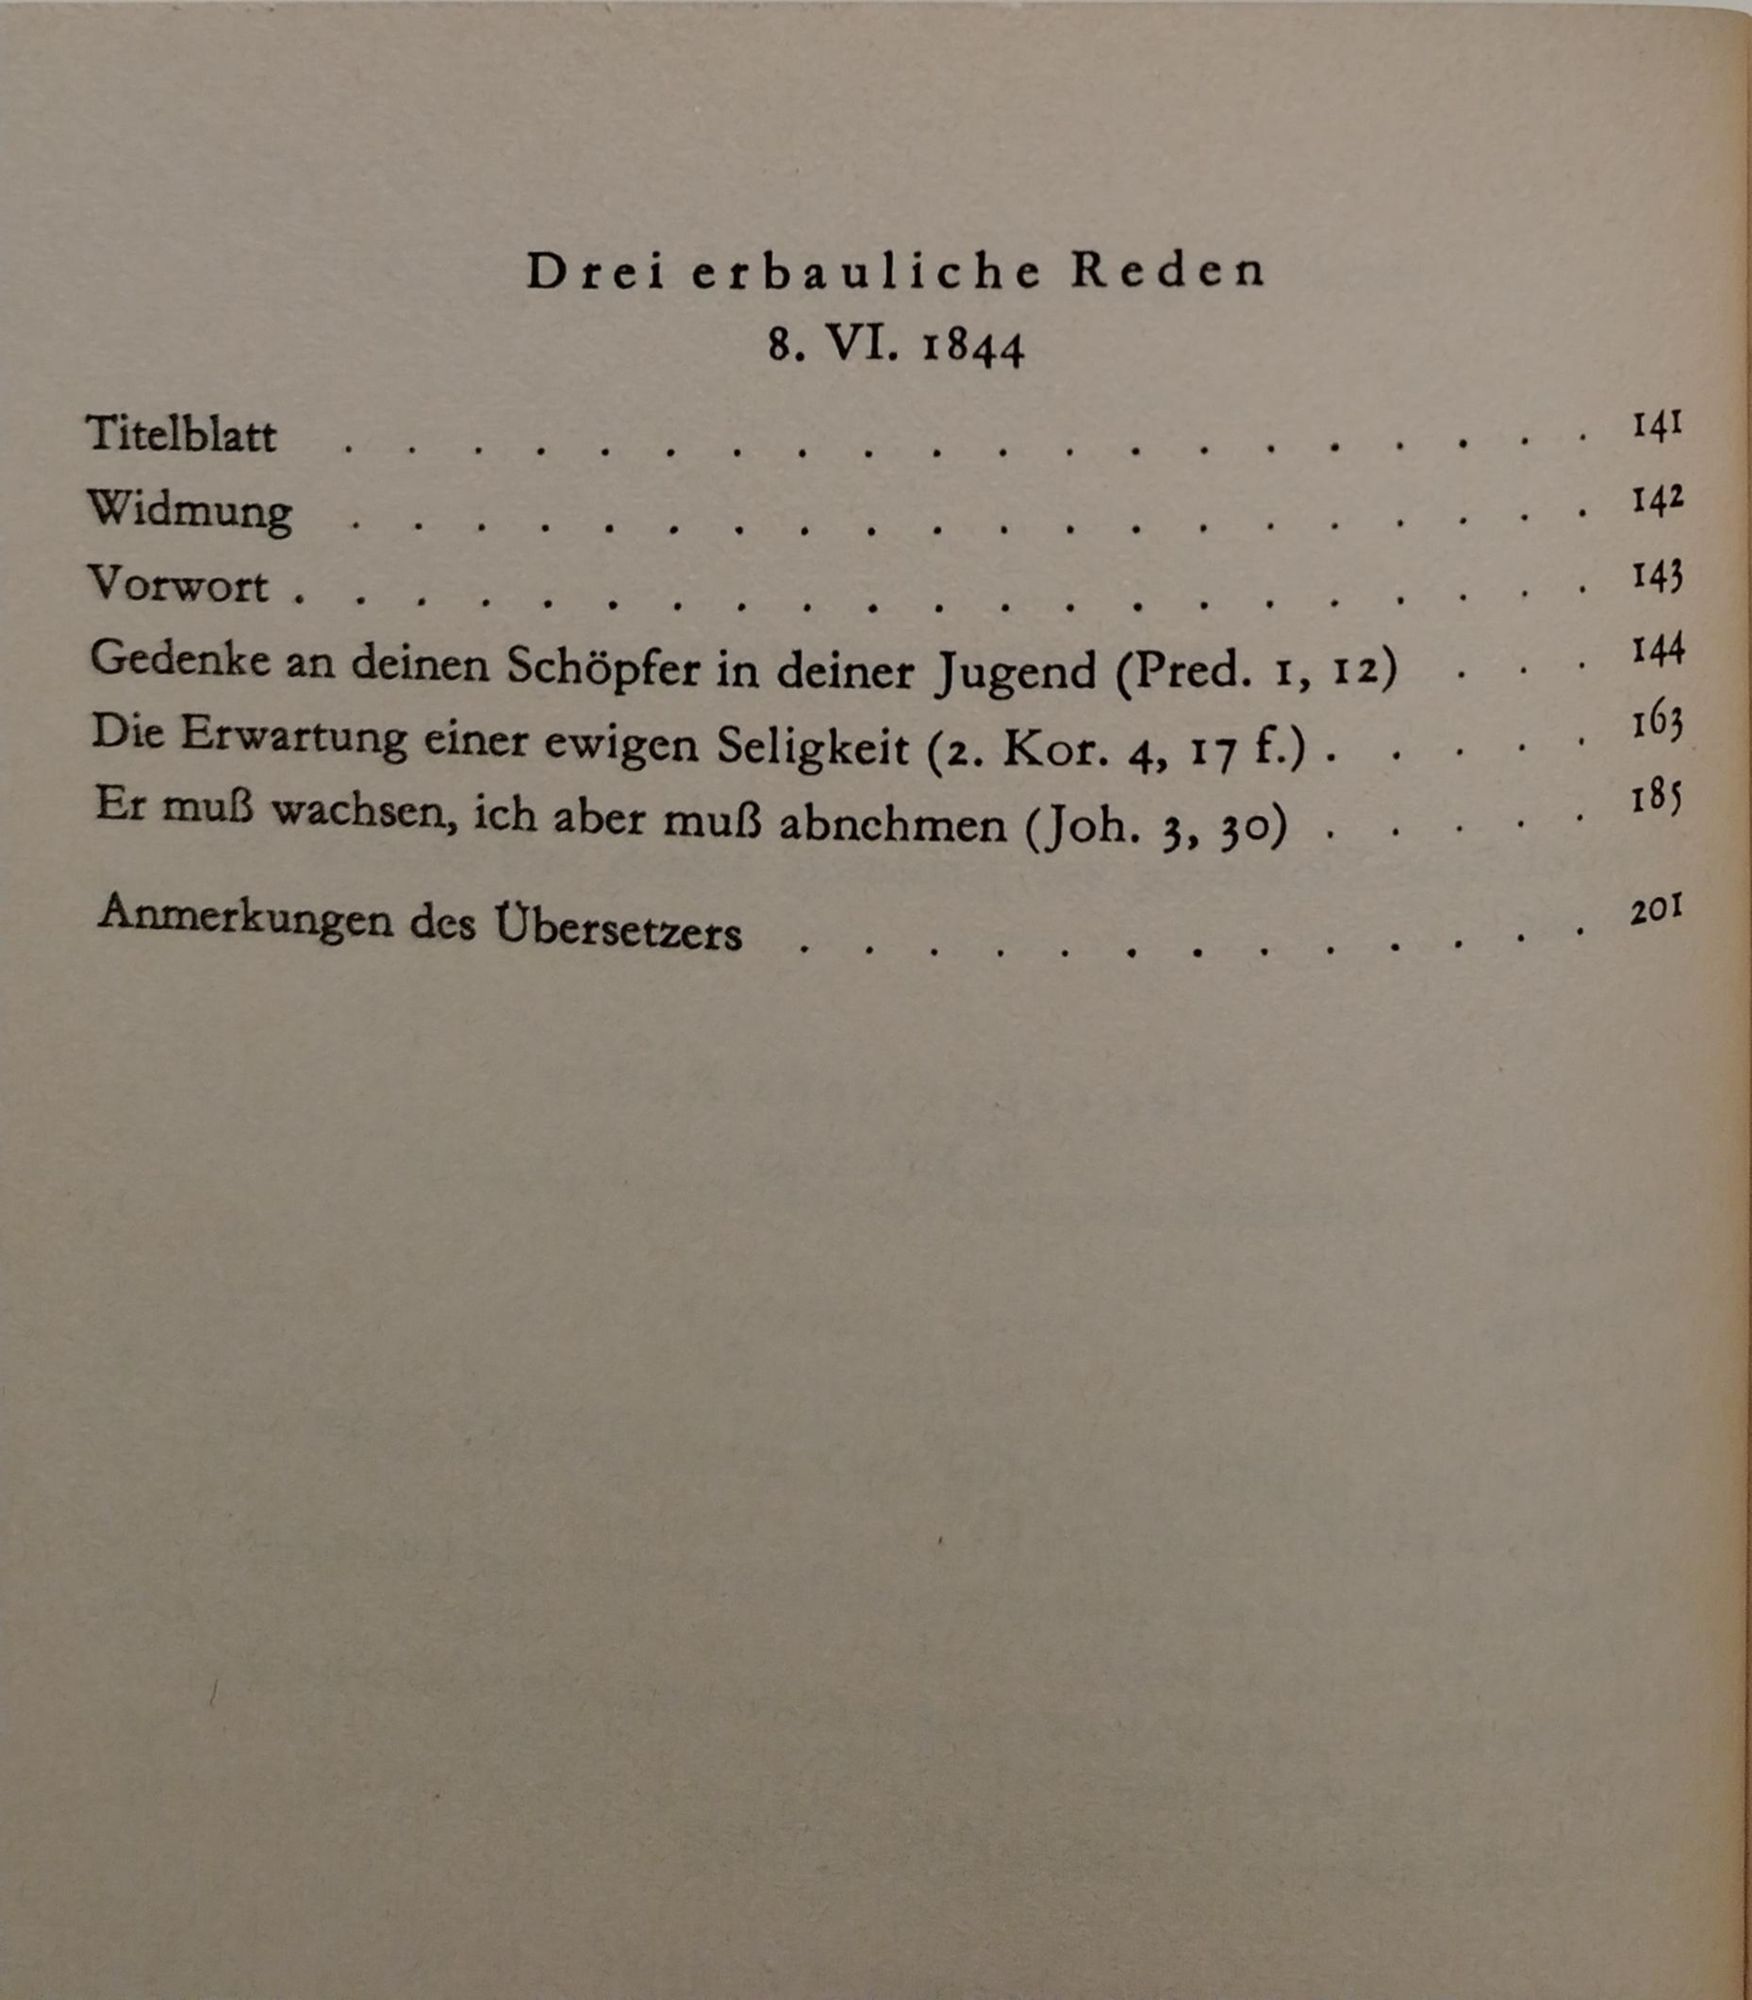 Drei erbauliche Reden
8. VI. 1844
Titelblatt . . . . . . . . . . . . . . . . . . . . 141
Widmung . . . . . . . . . . . . . . . . . . . . 142
Vorwort . . . . . . . . . . . . . . . . . . . . . 143
Gedenke an deinen Schöpfer in deiner Jugend (Pred. 1, 12) . . . 144
Die Erwartung einer ewigen Seligkeit (2. Kor. 4, 17 f.) . . . . . 163
Er muß wachsen, ich aber muß abnehmen (Joh. 3, 30) . . . . . 185
Anmerkungen des Übersetzers . . . . . . . . . . . . . 201